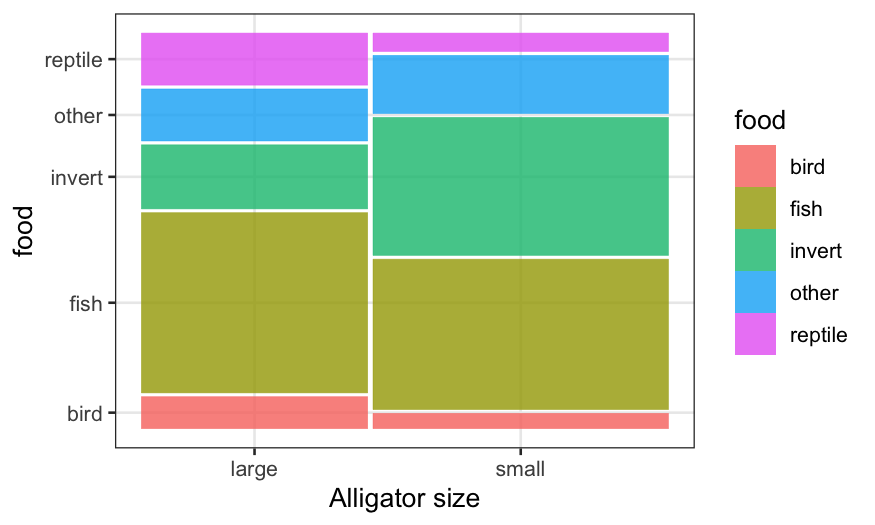 reptile
other
invert
fish
bird
food
large
small
Alligator size
food
bird
fish
invert
other
reptile